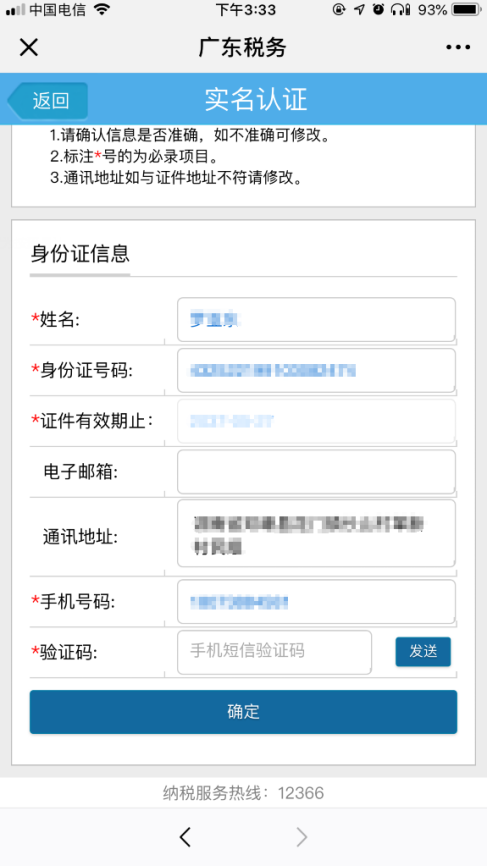 中国电信
下午3:33
93%
广东税务
返回
实名认证
1.请确认信息是否准确，如不准确可修改。
2.标注*号的为必录项目。
3.通讯地址如与证件地址不符请修改。
身份证信息
*姓名:
*身份证号码:
*证件有效期止:
电子邮箱:
通讯地址:
*手机号码:
*验证码:
手机短信验证码
发送
确定
纳税服务热线：12366